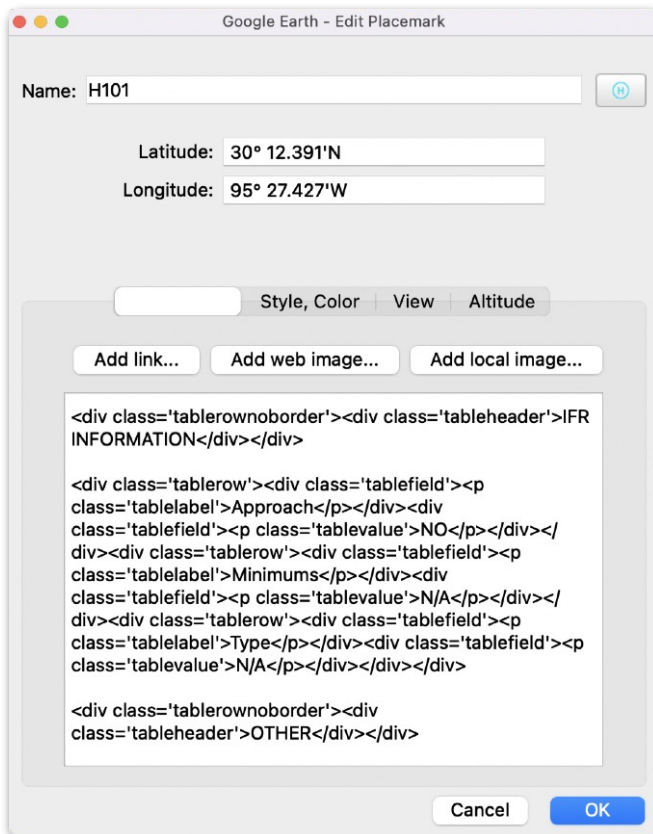 Google Earth - Edit Placemark
Name: H101
H
Latitude: 30° 12.391'N
Longitude: 95° 27.427'W
Style, Color View Altitude
Add link... Add web image... Add local image...
<div class='tablerownoborder'><div class='tableheader'>IFR
INFORMATION</div></div>
<div class='tablerow'><div class='tablefield'><p
class='tablelabel'>Approach</p></div><div
class='tablefield'><p class='tablevalue'>NO</p></div></
div><div class='tablerow'><div class='tablefield'><p
class='tablelabel'>Minimums</p></div><div
class='tablefield'><p class='tablevalue'>N/A</p></div></
div><div class='tablerow'><div class='tablefield'><p
class='tablelabel'>Type</p></div><div class='tablefield'><p
class='tablevalue'>N/A</p></div></div></div>
<div class='tablerownoborder'><div
class='tableheader'>OTHER</div></div>
Cancel OK